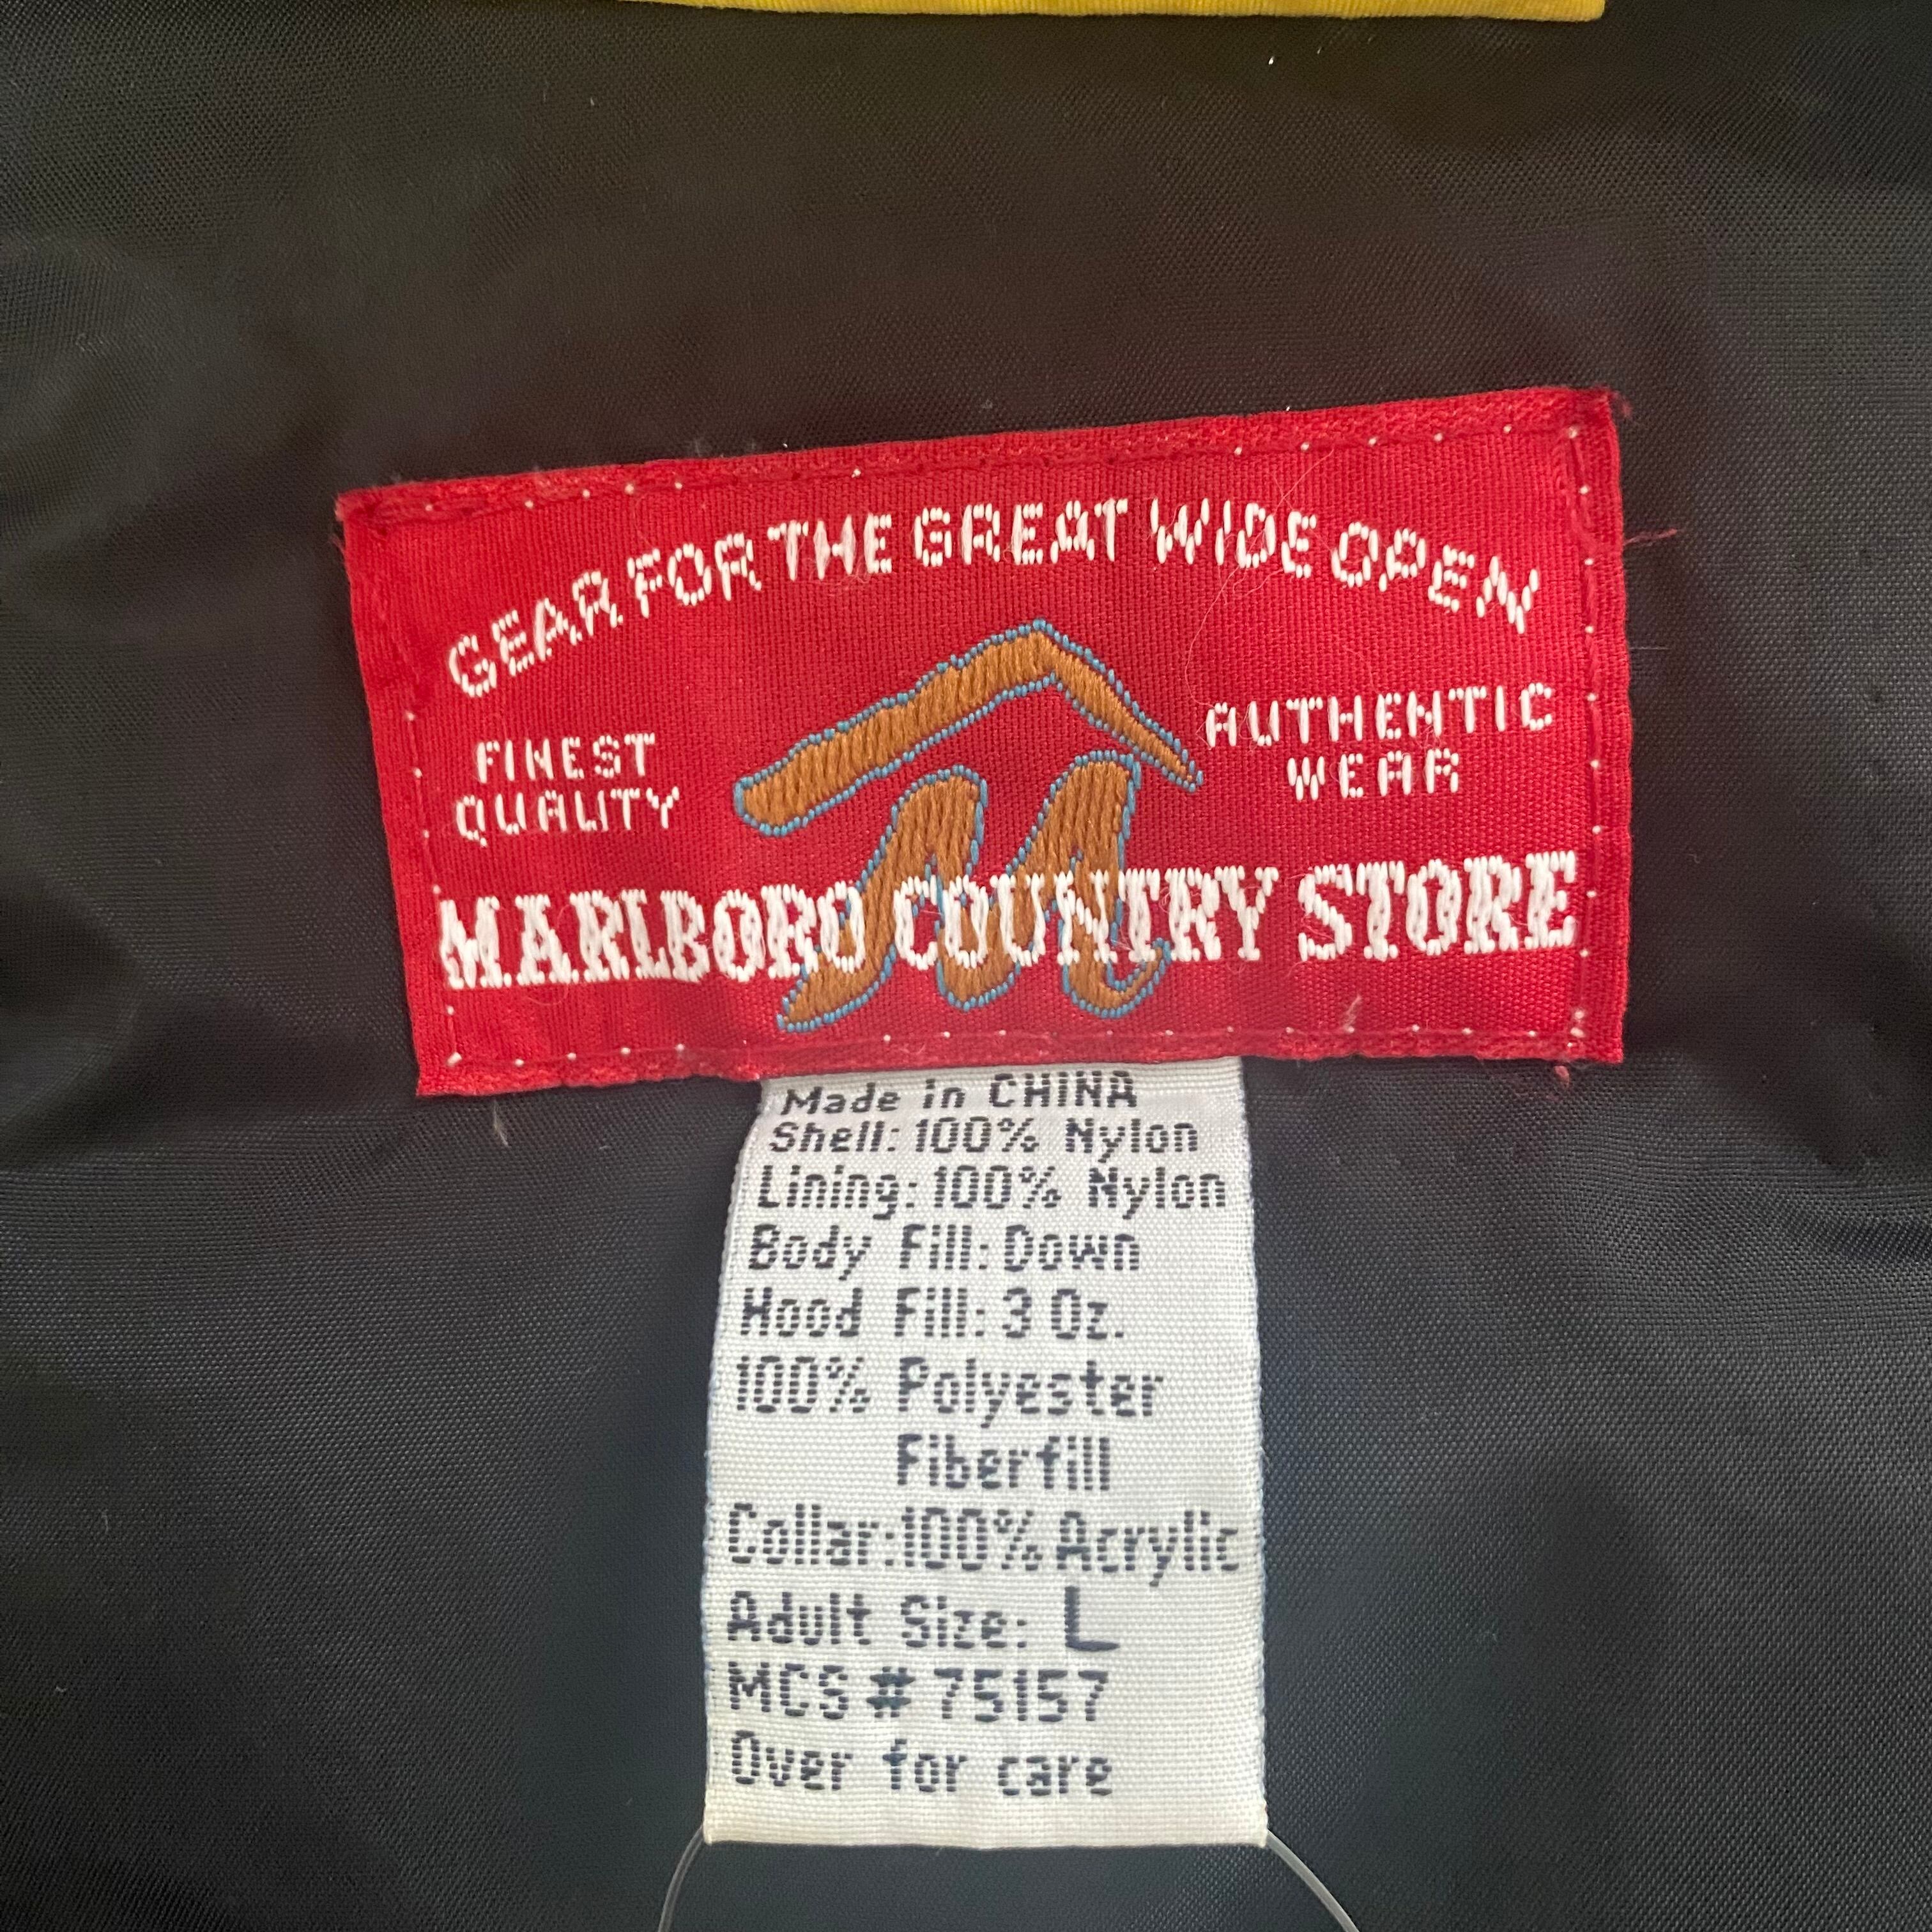 GEAR FOR THE GREAT WIDE OPEN
FINEST
QUALITY
AUTHENTIC
WEAR
M
MARLBORO COUNTRY STORE
Made in CHINA
Shell: 100% Nylon
Lining: 100% Nylon
Body Fill: Down
Hood Fill: 3 Oz.
100% Polyester
Fiberfill
Collar: 100% Acrylic
Adult Size: L
MCS # 75157
Over for care